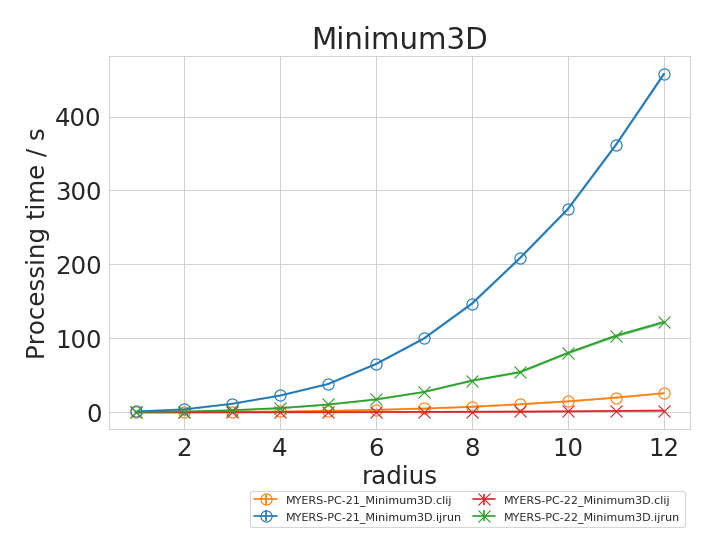 Minimum3D
Processing time / s
400
300
200
100
0
2 4 6 8 10 12
radius
MYERS-PC-21_Minimum3D.clij MYERS-PC-22_Minimum3D.clij
MYERS-PC-21_Minimum3D.ijrun MYERS-PC-22_Minimum3D.ijrun